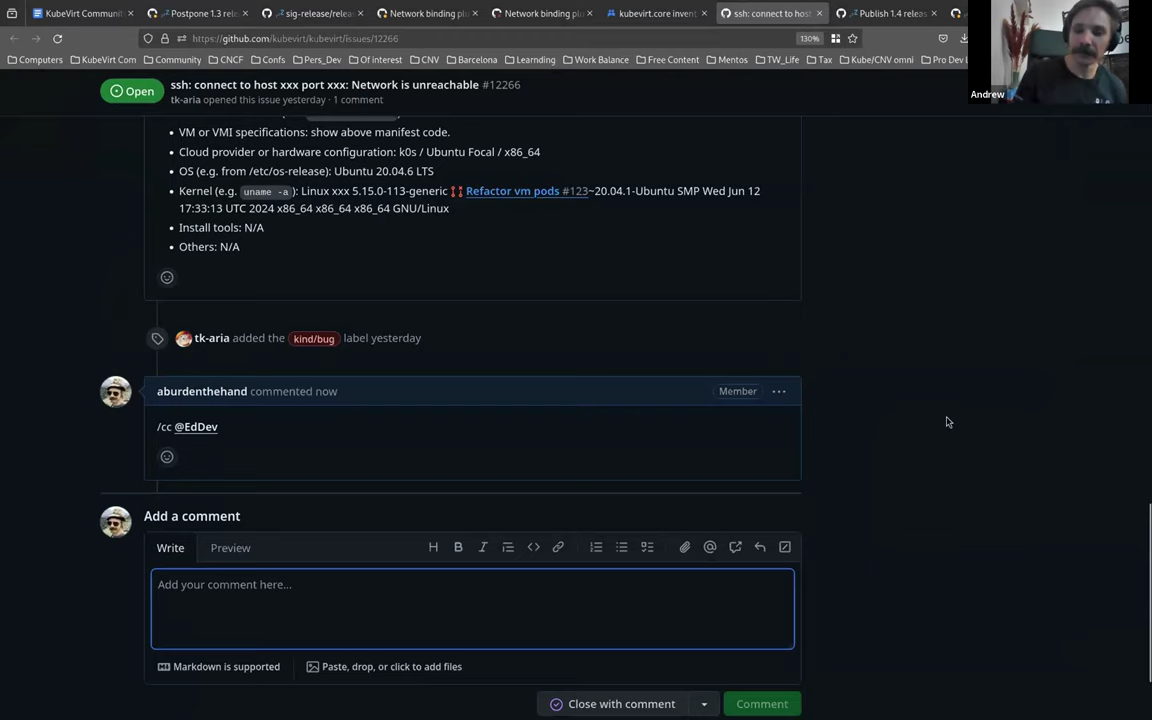 KubeVirt Communit
Postpone 1.3 rele
sig-release/relea
Network binding plu
Network binding plu
kubevirt.core invent
ssh: connect to host
Publish 1.4 releas
https://github.com/kubevirt/kubevirt/issues/12266
130%
Computers
KubeVirt Com
Community
CNCF
Confs
Pers_Dev
Of interest
CNV
Barcelona
Learnding
Work Balance
Free Content
Mentos
TW_Life
Tax
Kube/CNV omni
Pro Dev
Andrew
Open
ssh: connect to host xxx port xxx: Network is unreachable #12266
tk-aria opened this issue yesterday · 1 comment
• VM or VMI specifications: show above manifest code.
• Cloud provider or hardware configuration: k0s / Ubuntu Focal / x86_64
• OS (e.g. from /etc/os-release): Ubuntu 20.04.6 LTS
• Kernel (e.g. uname -a): Linux xxx 5.15.0-113-generic Refactor vm pods #123~20.04.1-Ubuntu SMP Wed Jun 12
17:33:13 UTC 2024 x86_64 x86_64 x86_64 GNU/Linux
• Install tools: N/A
• Others: N/A
tk-aria added the kind/bug label yesterday
aburdenthehand commented now
Member
/cc @EdDev
Add a comment
Write
Preview
Add your comment here...
Markdown is supported
Paste, drop, or click to add files
Close with comment
Comment